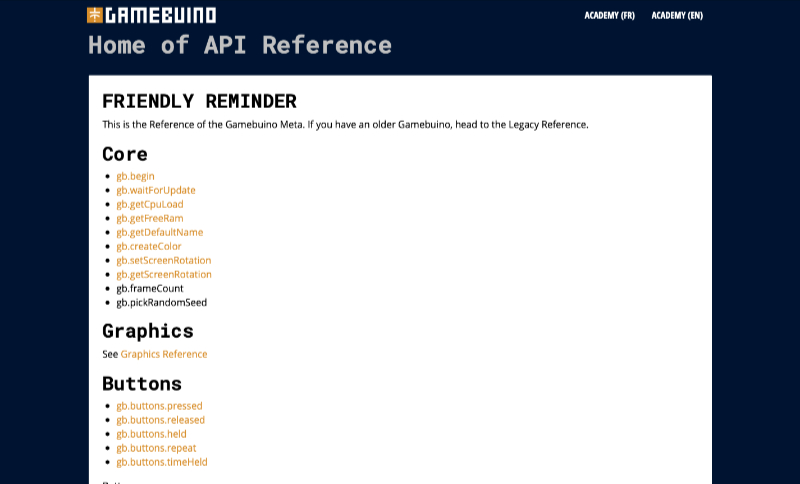 GAMEBUINO
ACADEMY (FR) ACADEMY (EN)
Home of API Reference
FRIENDLY REMINDER
This is the Reference of the Gamebuino Meta. If you have an older Gamebuino, head to the Legacy Reference.
Core
gb.begin
gb.waitForUpdate
gb.getCpuLoad
gb.getFreeRam
gb.getDefaultName
gb.createColor
gb.setScreenRotation
gb.getScreenRotation
gb.frameCount
gb.pickRandomSeed
Graphics
See Graphics Reference
Buttons
gb.buttons.pressed
gb.buttons.released
gb.buttons.held
gb.buttons.repeat
gb.buttons.timeHeld